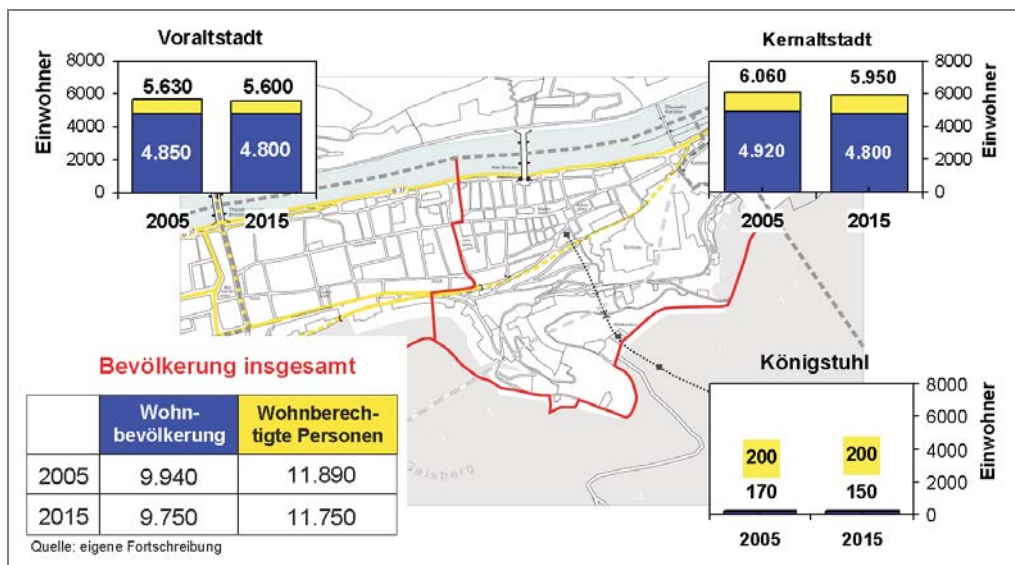 Voraltstadt
8000
6000
4000
2000
0
Einwohner
5.630
5.600
4.850
4.800
2005
2015
Kernaltstadt
6.060
5.950
4.920
4.800
2005
2015
8000
6000
4000
2000
0
Einwohner
B 37
Gaisberg
Bevölkerung insgesamt
Wohn-
bevölkerung
Wohnberech-
tigte Personen
2005 9.940 11.890
2015 9.750 11.750
Quelle: eigene Fortschreibung
Königstuhl
8000
6000
4000
2000
0
Einwohner
200
200
170
150
2005
2015